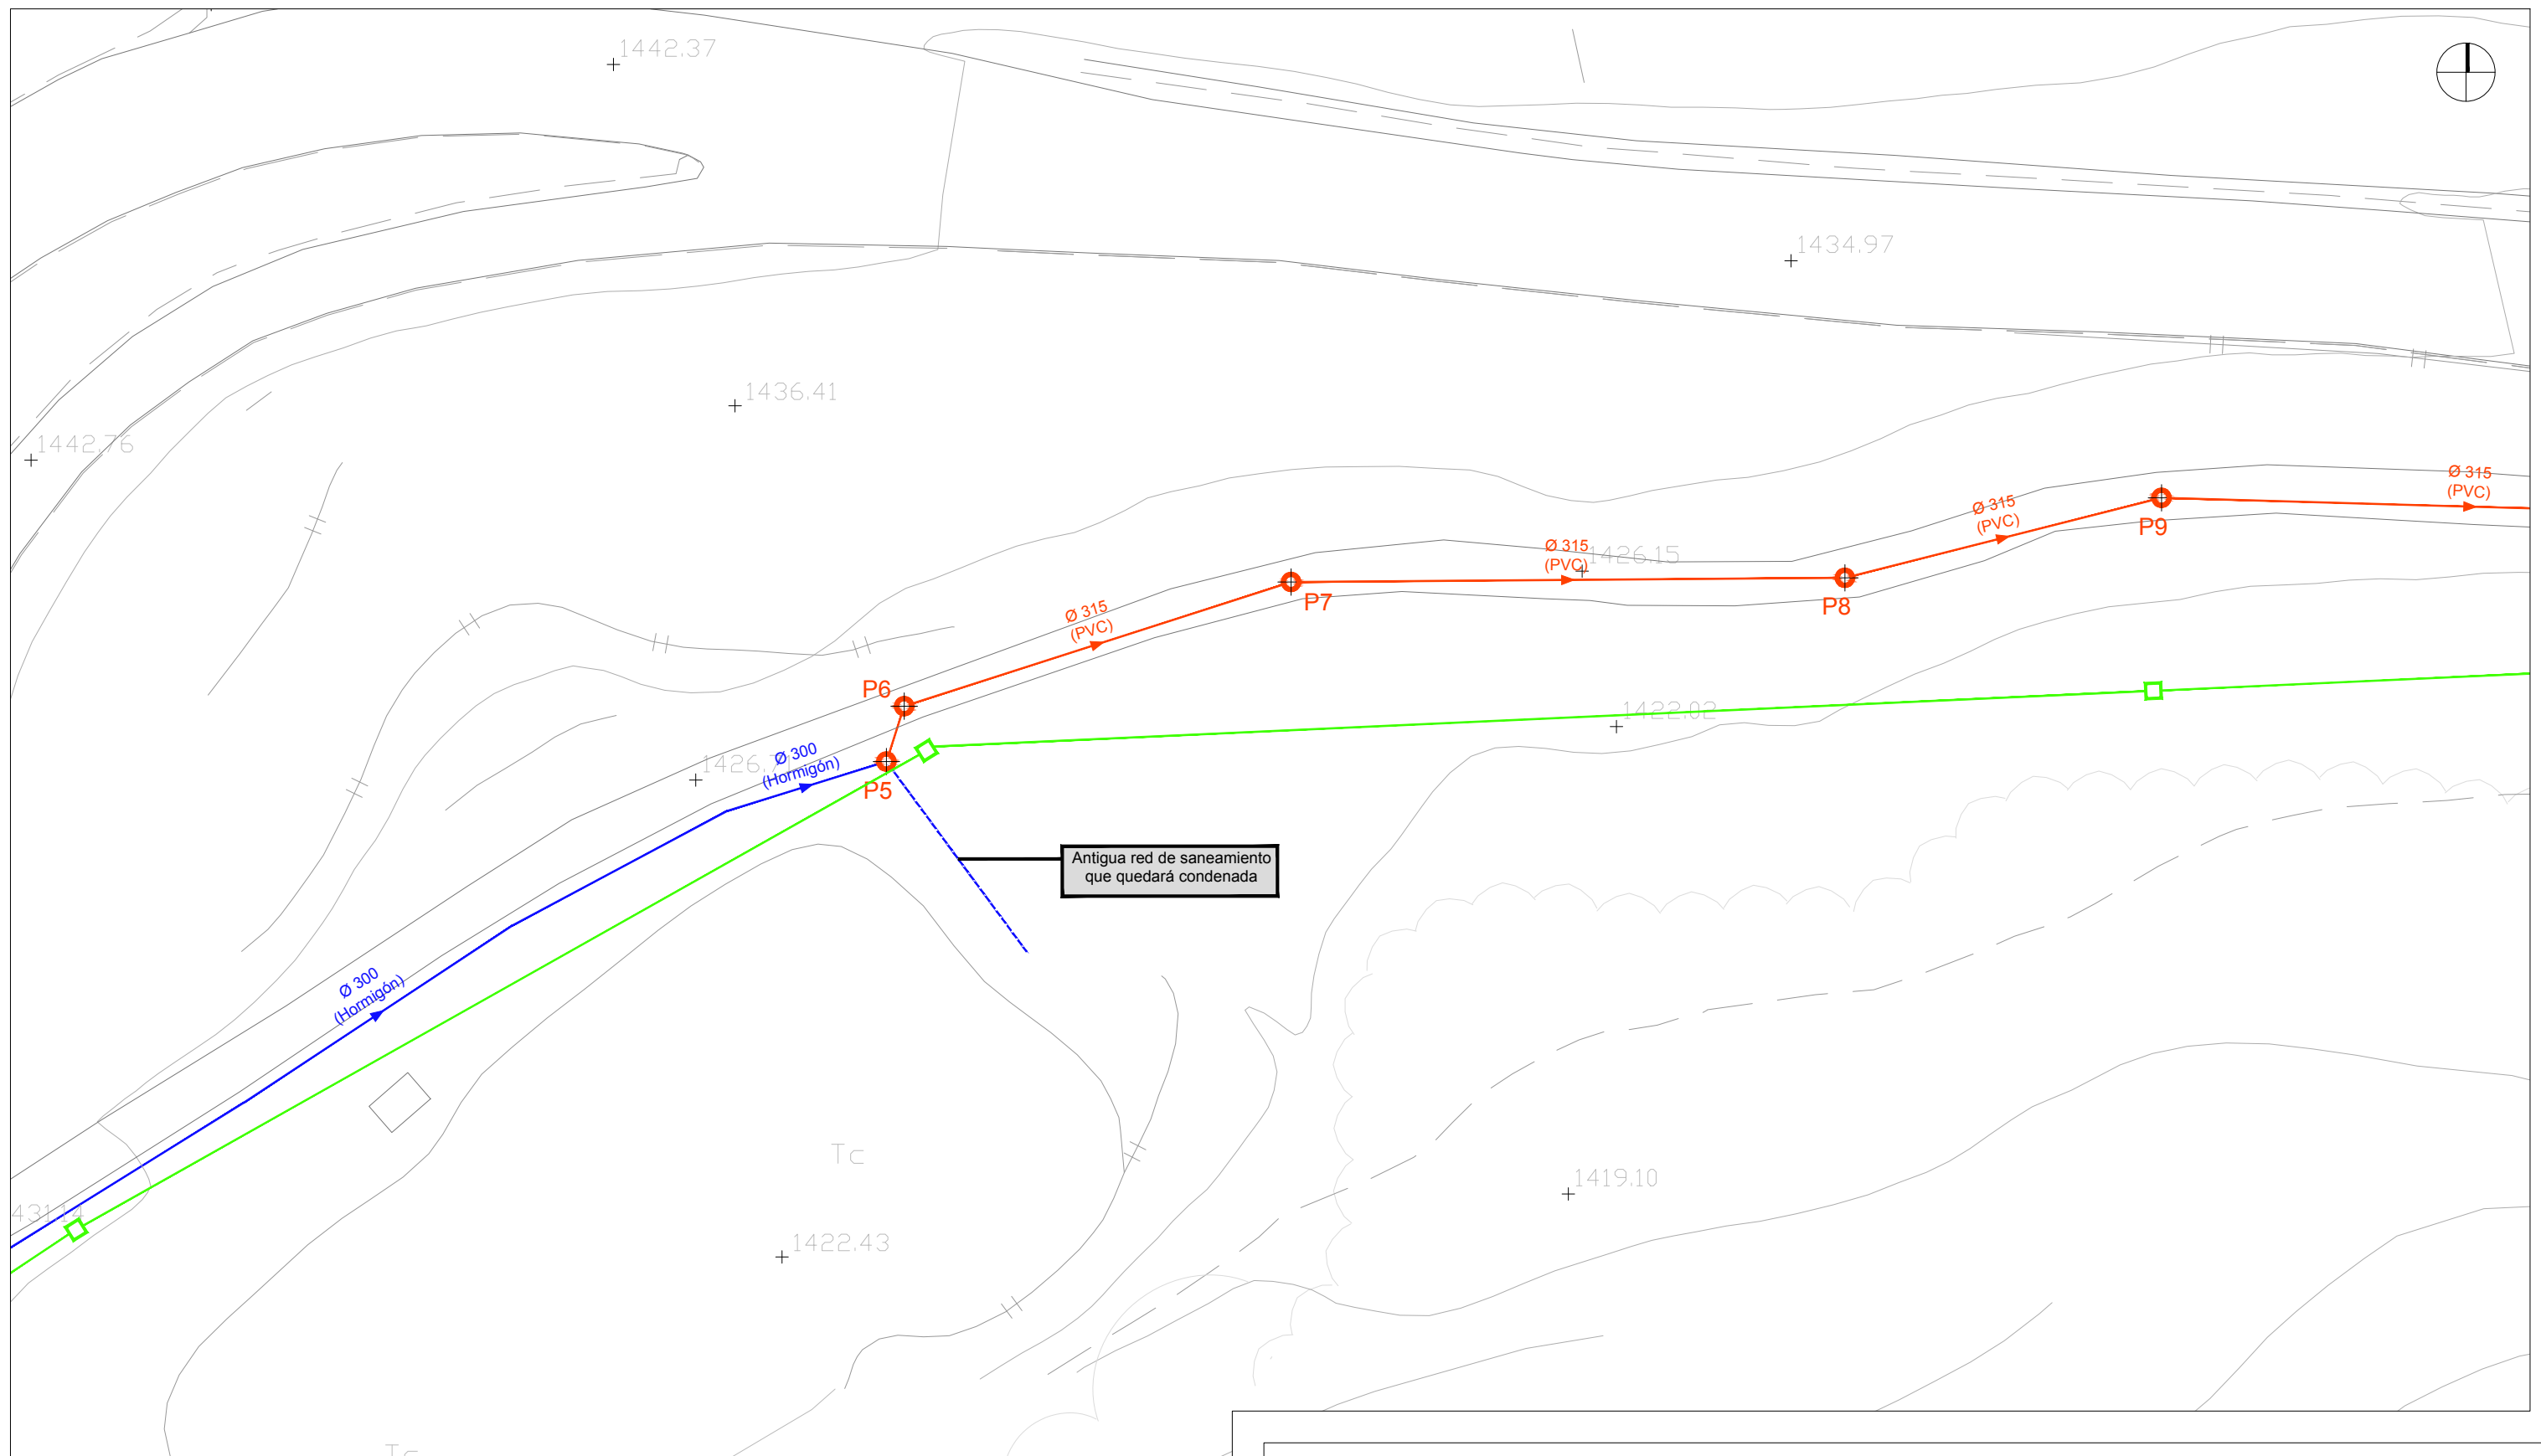 1442.37
1434.97
1436.41
1442.76
Ø 315
(PVC)
Ø 315
(PVC)
P9
Ø 315
(PVC)
1426.15
P7
P8
Ø 315
(PVC)
P6
1422.02
Ø 300
(Hormigón)
P5
Antigua red de saneamiento
que quedará condenada
Ø 300
(Hormigón)
Tc
1419.10
431.14
1422.43